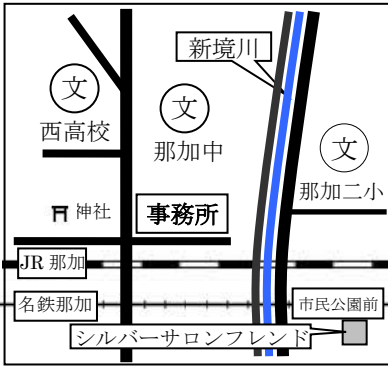 新境川
文
西高校
文
那加中
文
那加二小
神社
事務所
JR 那加
名鉄那加
市民公園前
シルバーサロンフレンド